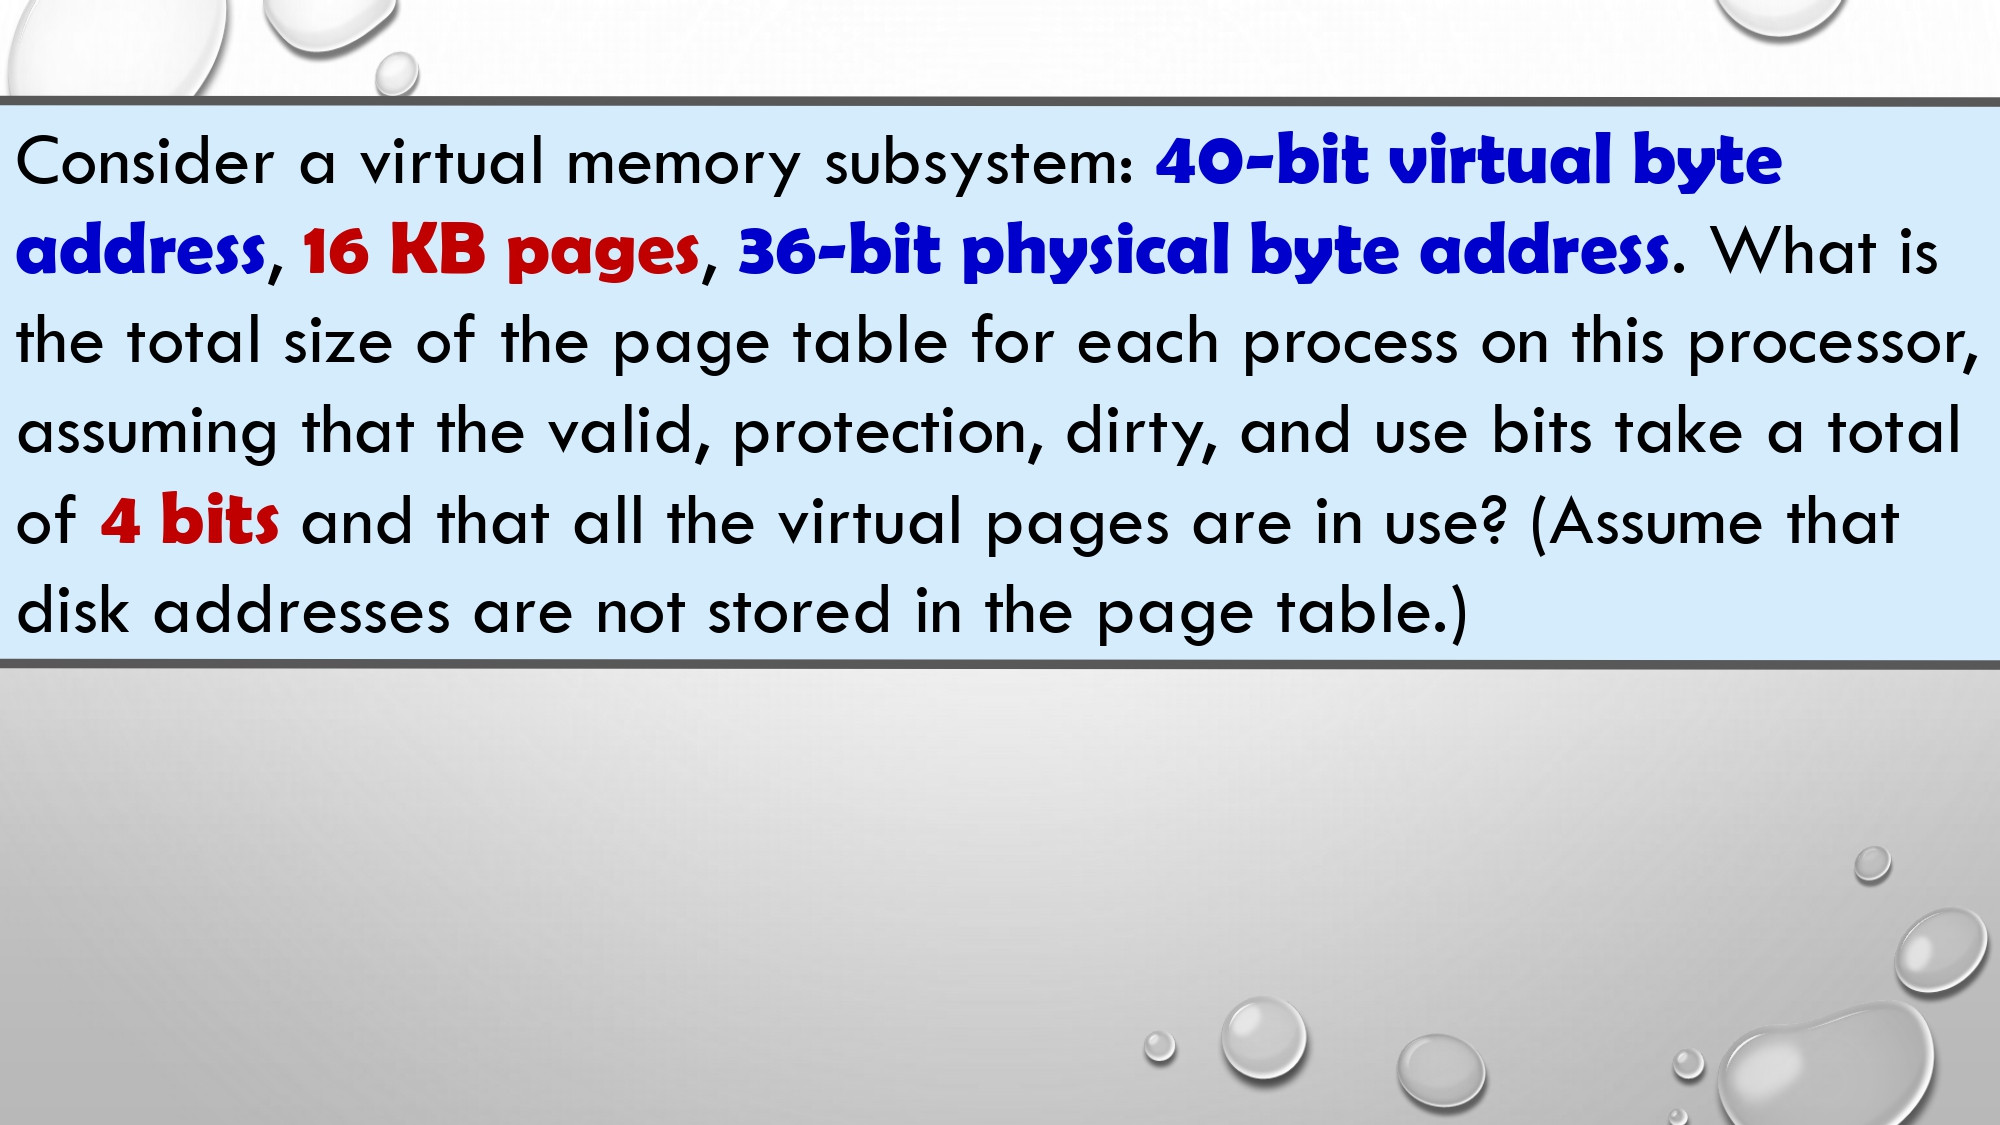 Consider a virtual memory subsystem: 40-bit virtual byte
address, 16 KB pages, 36-bit physical byte address. What is
the total size of the page table for each process on this processor,
assuming that the valid, protection, dirty, and use bits take a total
of 4 bits and that all the virtual pages are in use? (Assume that
disk addresses are not stored in the page table.)